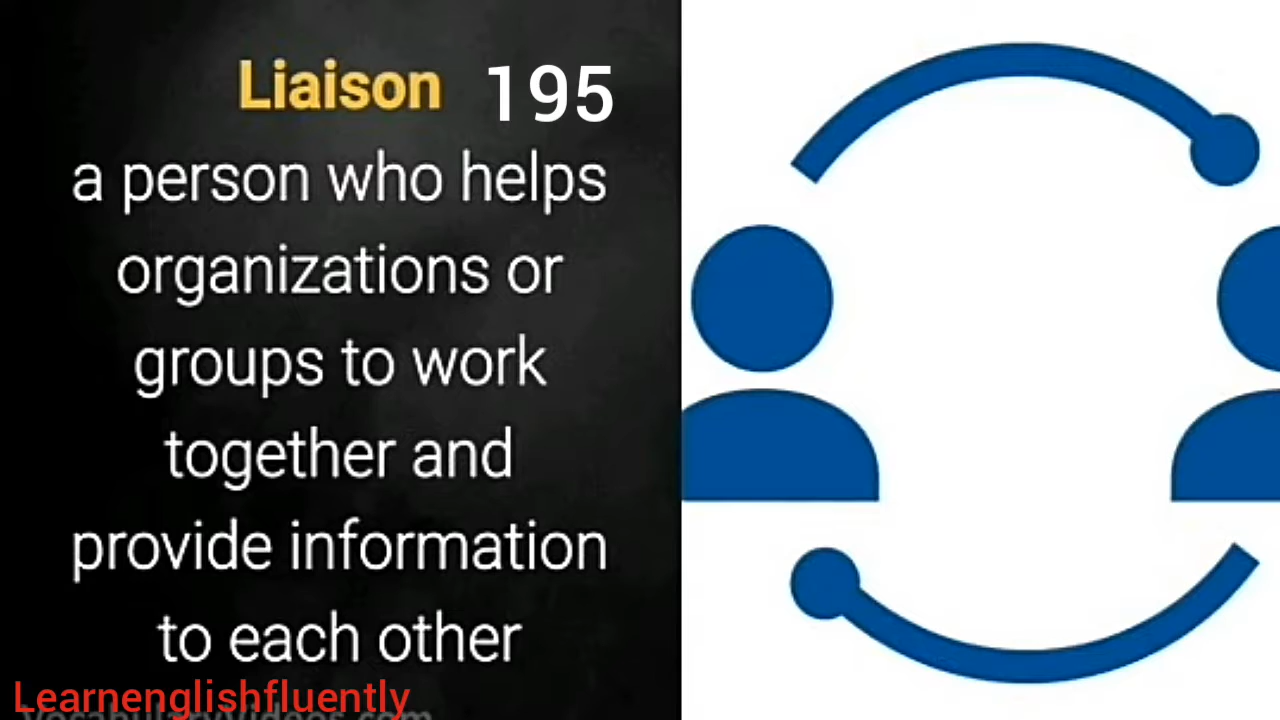 Liaison 195
a person who helps
organizations or
groups to work
together and
provide information
to each other
Learnenglishfluently